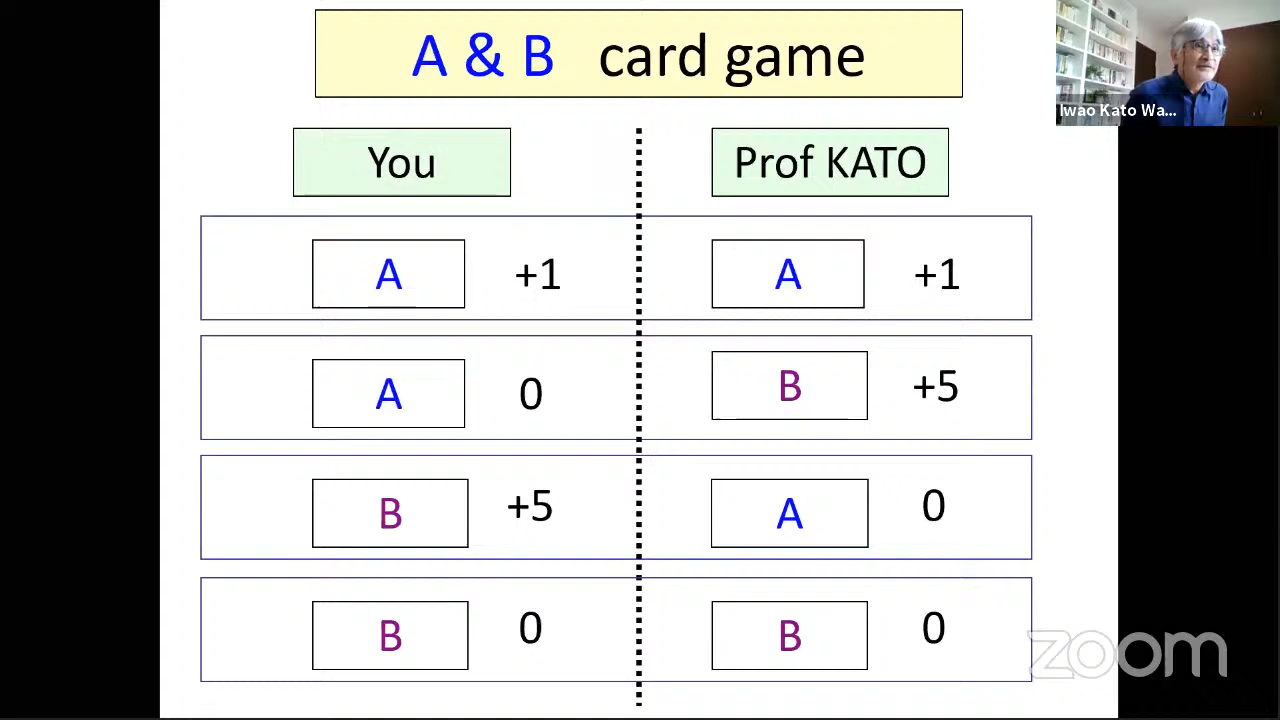 A & B card game
Iwao Kato Wa...
You
Prof KATO
A +1 A +1
A 0 B +5
B +5 A 0
B 0 B 0
zoom